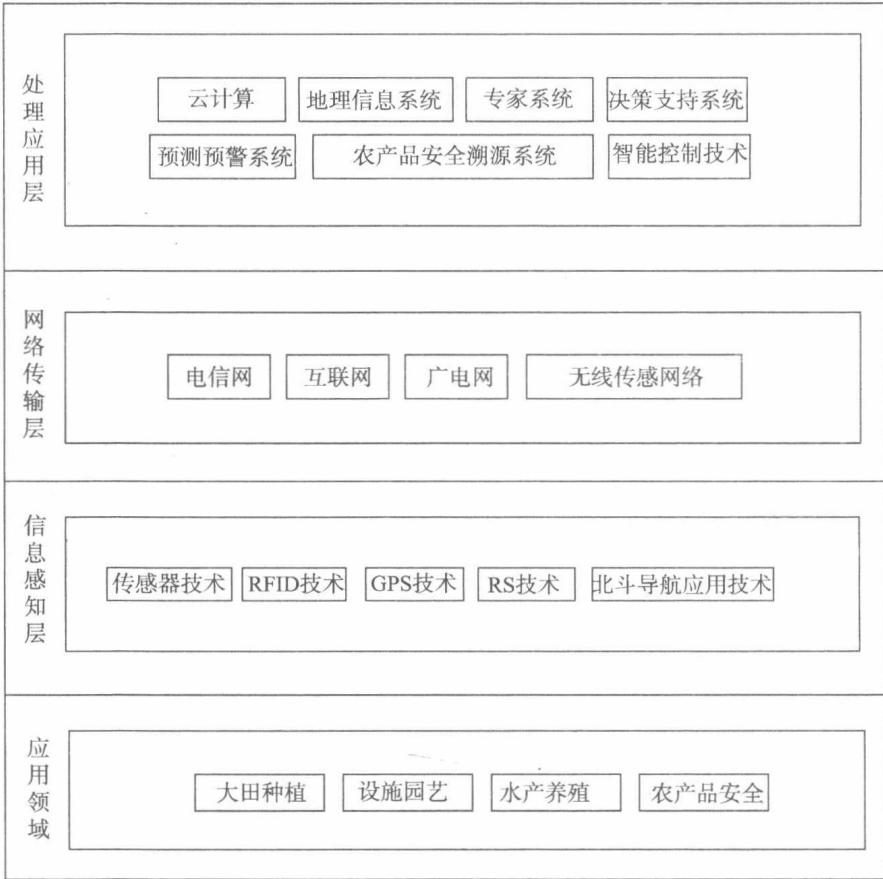 处理应用层
云计算 地理信息系统 专家系统 决策支持系统
预测预警系统 农产品安全溯源系统 智能控制技术
网络传输层
电信网 互联网 广电网 无线传感网络
信息感知层
传感器技术 RFID技术 GPS技术 RS技术 北斗导航应用技术
应用领域
大田种植 设施园艺 水产养殖 农产品安全